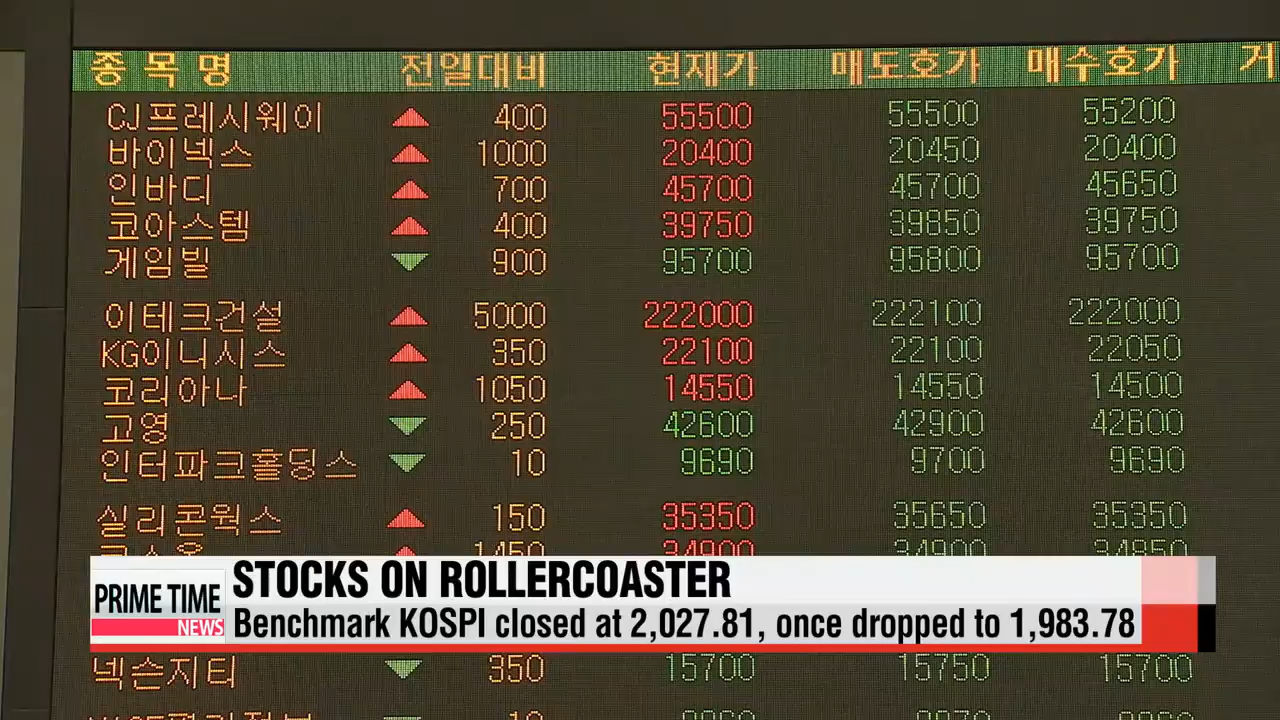 종목명 전일대비 현재가 매도호가 매수호가 거
CJ프레시웨이 ▲ 400 55500 55500 55200
바이넥스 ▲ 1000 20400 20450 20400
인바디 ▲ 700 45700 45700 45650
코아스템 ▲ 400 39750 39850 39750
게임빌 ▼ 900 95700 95800 95700
이테크건설 ▲ 5000 222000 222100 222000
KG이니시스 ▲ 350 22100 22100 22050
코리아나 ▲ 1050 14550 14550 14500
고영 ▼ 250 42600 42900 42600
인터파크홀딩스 ▼ 10 9690 9700 9690
실리콘웍스 ▲ 150 35350 35650 35350
▲ 1450 34900 34900 34850
PRIME TIME
NEWS
STOCKS ON ROLLERCOASTER
Benchmark KOSPI closed at 2,027.81, once dropped to 1,983.78
넥슨지티 ▼ 350 15700 15750 15700